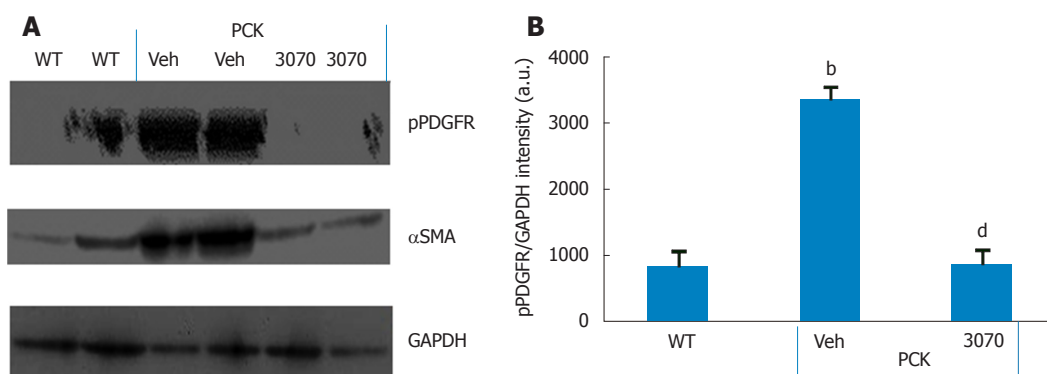 A
PCK
WT WT Veh Veh 3070 3070
pPDGFR
αSMA
GAPDH
B
pPDGFR/GAPDH intensity (a.u.)
4000
3000
2000
1000
0
b
d
WT Veh 3070
PCK